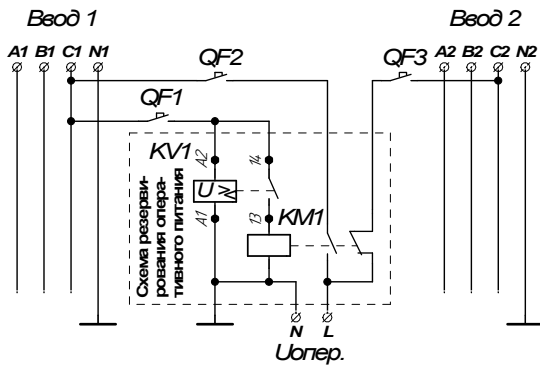 Ввод 1
Ввод 2
A1 B1 C1 N1
QF2
QF3
A2 B2 C2 N2
QF1
KV1
A2
14
U ≥<
A1
13
KM1
Схема резерви-
рования опера-
тивного питания
N L
Uопер.